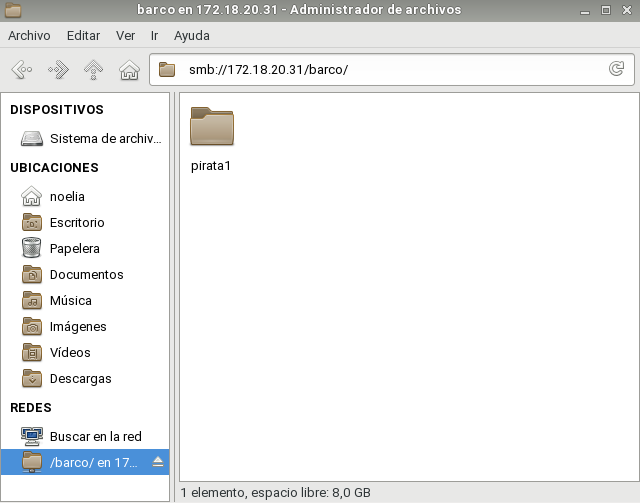 barco en 172.18.20.31 - Administrador de archivos
Archivo Editar Ver Ir Ayuda
smb://172.18.20.31/barco/
DISPOSITIVOS
Sistema de archiv...
UBICACIONES
noelia
Escritorio
Papelera
Documentos
Música
Imágenes
Vídeos
Descargas
REDES
Buscar en la red
/barco/ en 17...
pirata1
1 elemento, espacio libre: 8,0 GB